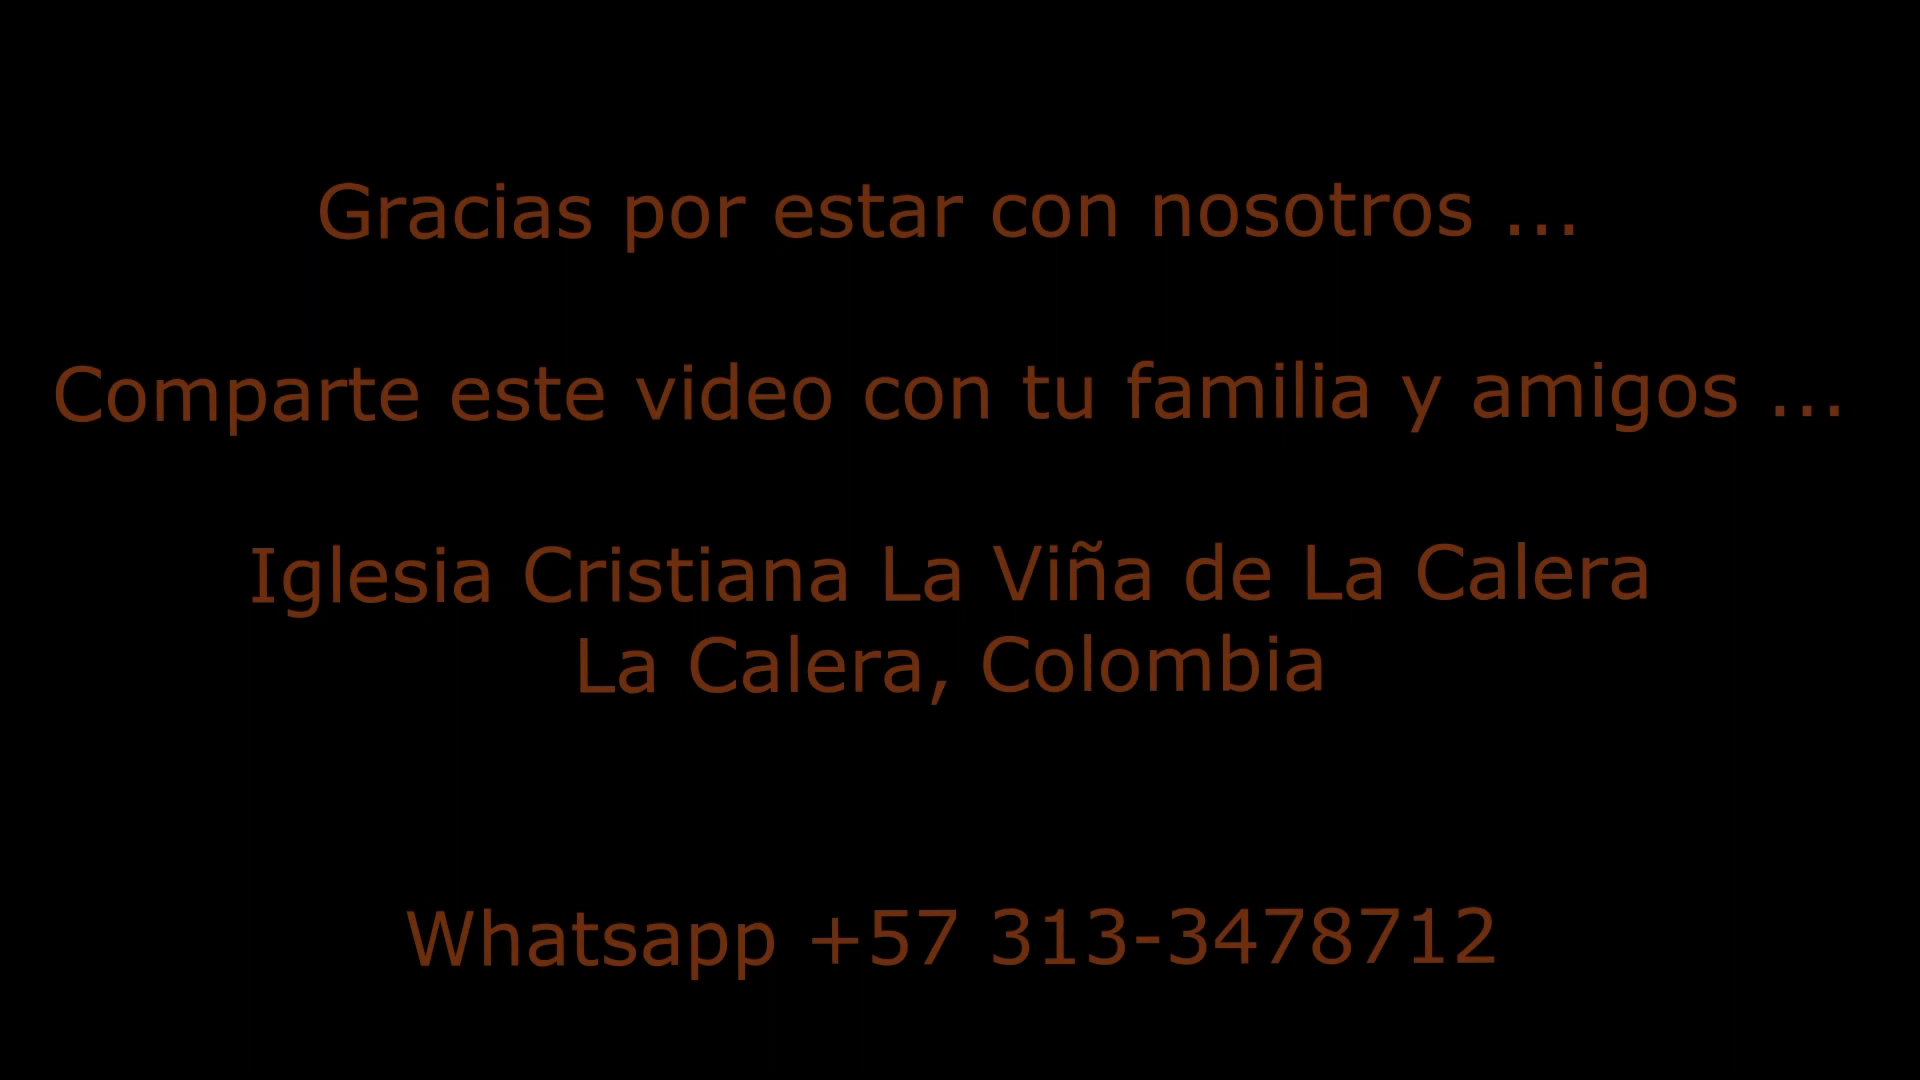 Gracias por estar con nosotros ...
Comparte este video con tu familia y amigos ...
Iglesia Cristiana La Viña de La Calera
La Calera, Colombia
Whatsapp +57 313-3478712